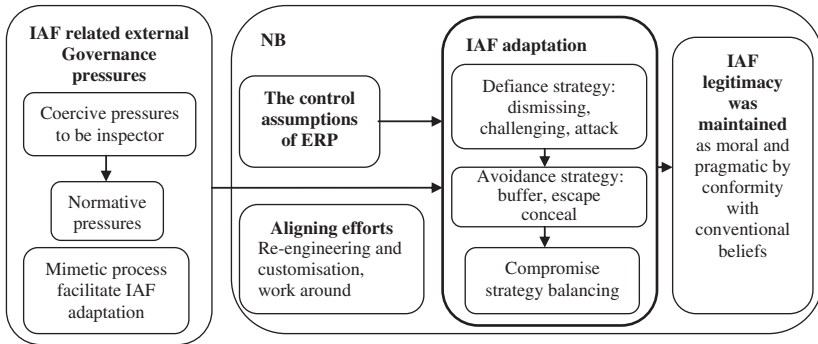 IAF related external
Governance
pressures
Coercive pressures
to be inspector
Normative
pressures
Mimetic process
facilitate IAF
adaptation
NB
The control
assumptions
of ERP
Aligning efforts
Re-engineering and
customisation,
work around
IAF adaptation
Defiance strategy:
dismissing,
challenging, attack
Avoidance strategy:
buffer, escape
conceal
Compromise
strategy balancing
IAF
legitimacy
was
maintained
as moral and
pragmatic by
conformity
with
conventional
beliefs